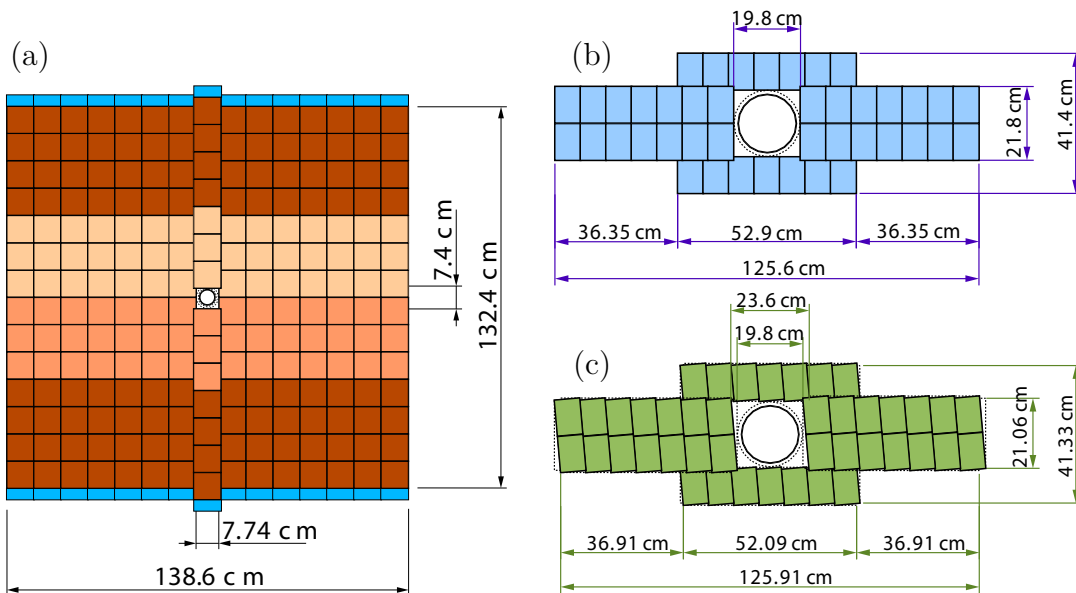 (a)
7.4 c m
132.4 c m
7.74 c m
138.6 c m
(b)
19.8 cm
21.8 cm
41.4 cm
36.35 cm
52.9 cm
36.35 cm
125.6 cm
(c)
23.6 cm
19.8 cm
21.06 cm
41.33 cm
36.91 cm
52.09 cm
36.91 cm
125.91 cm